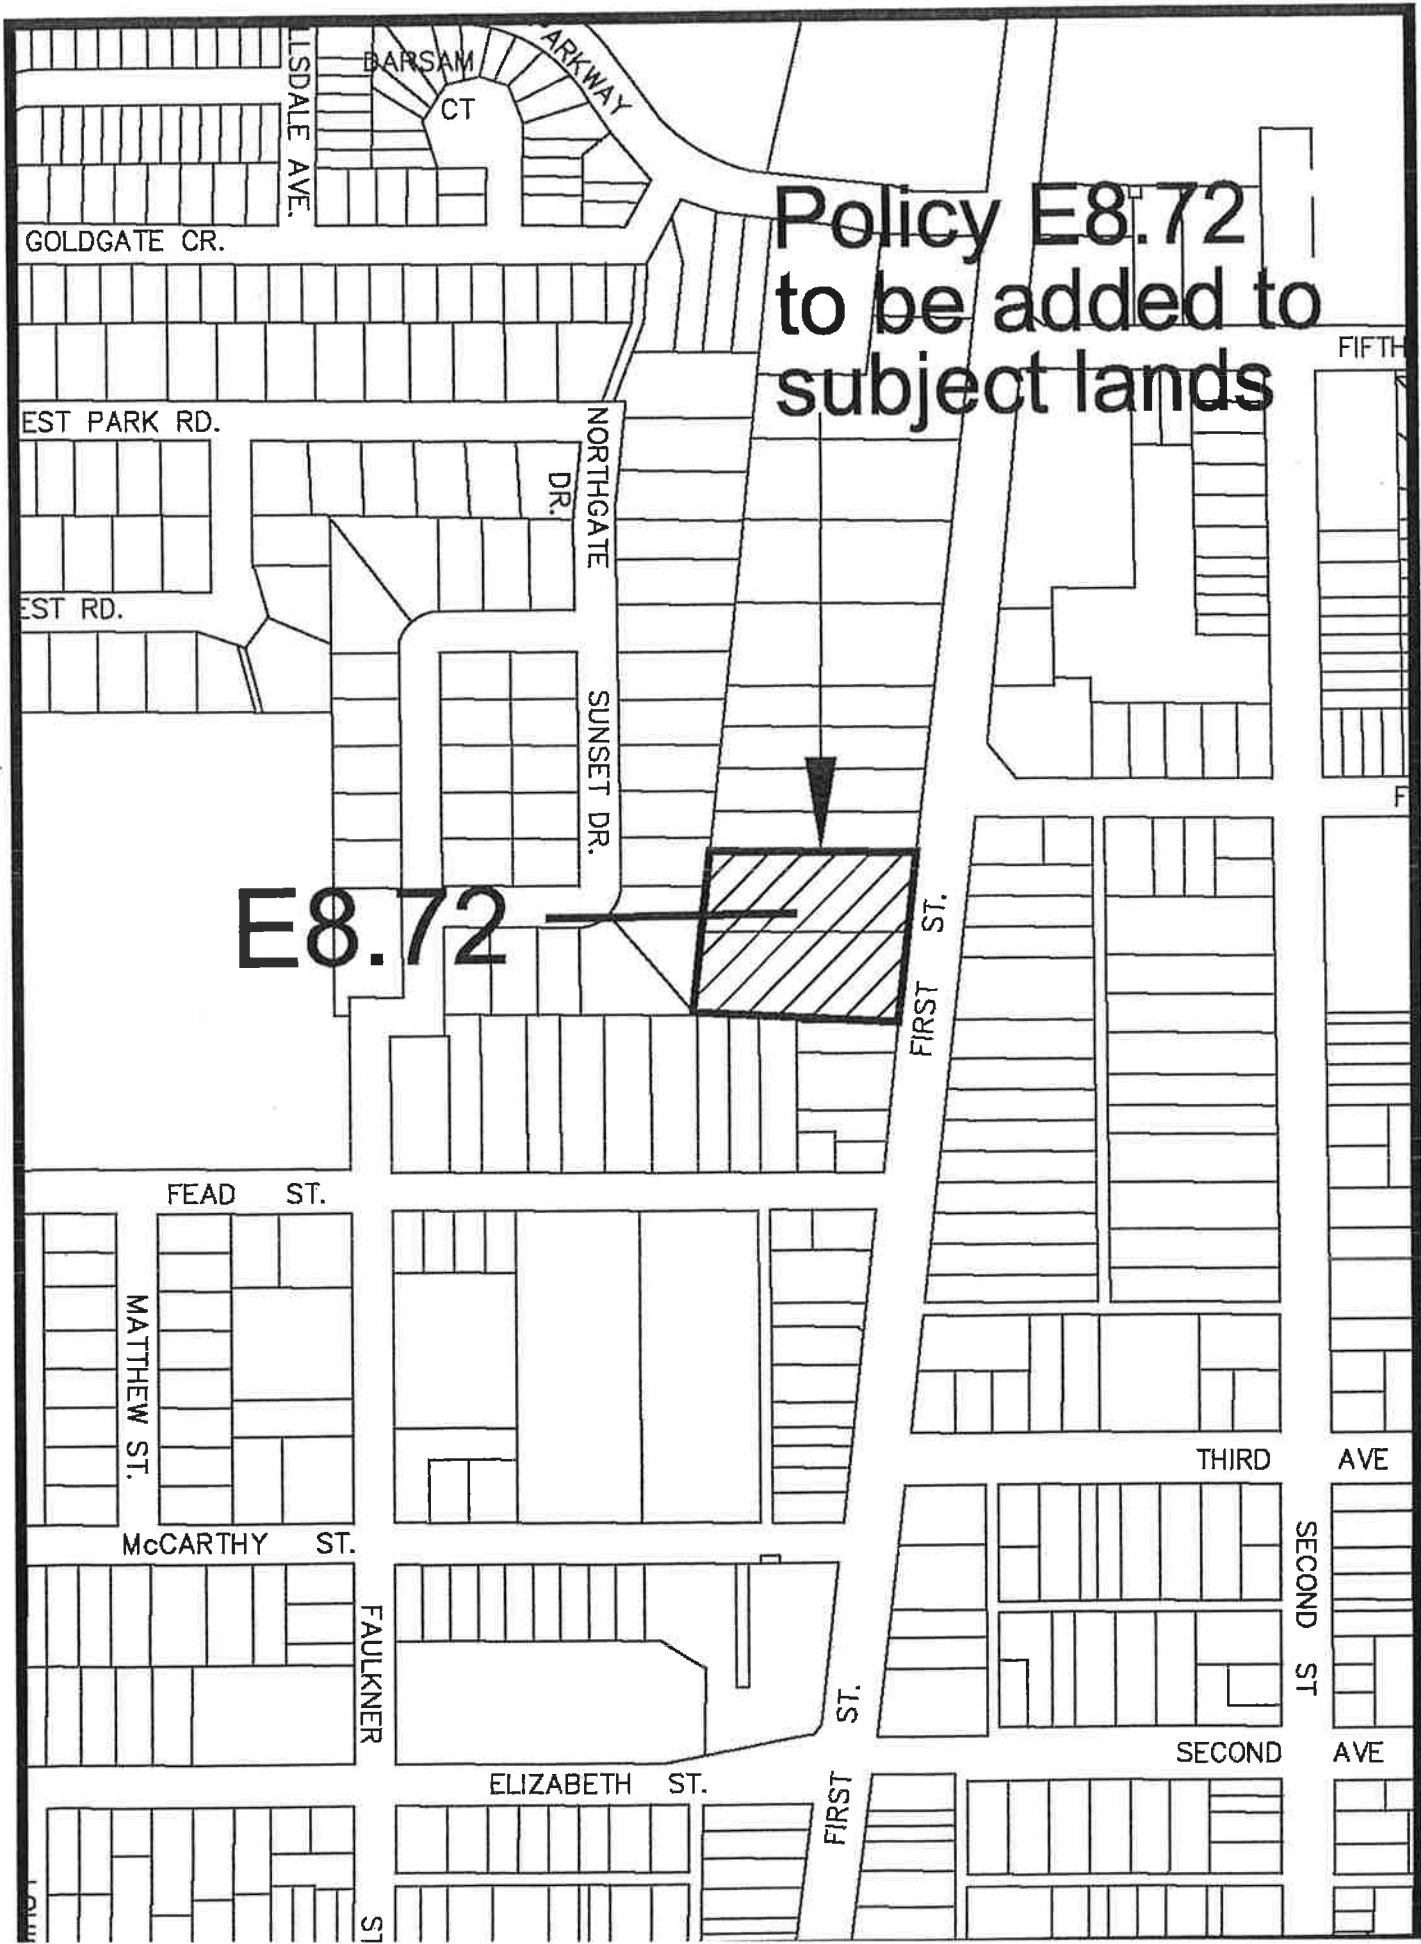 LLSDALE AVE.
DARSAM
CT
ARKWAY
GOLDGATE CR.
Policy E8.72
to be added to
subject lands
FIFTH
EST PARK RD.
NORTHGATE
DR.
EST RD.
SUNSET DR.
F
E8.72
FIRST ST.
FEAD ST.
MATTHEW ST.
THIRD AVE
McCARTHY ST.
SECOND ST
FAULKNER
ST
FIRST ST.
SECOND AVE
ELIZABETH ST.